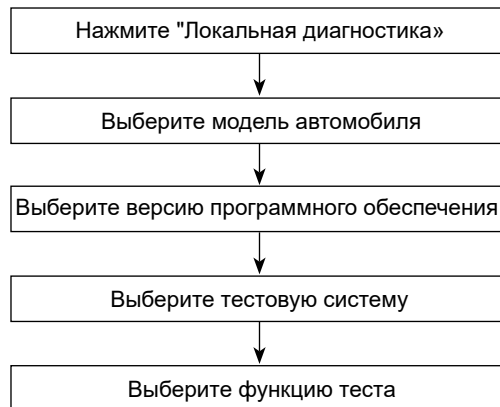 Нажмите "Локальная диагностика»
Выберите модель автомобиля
Выберите версию программного обеспечения
Выберите тестовую систему
Выберите функцию теста